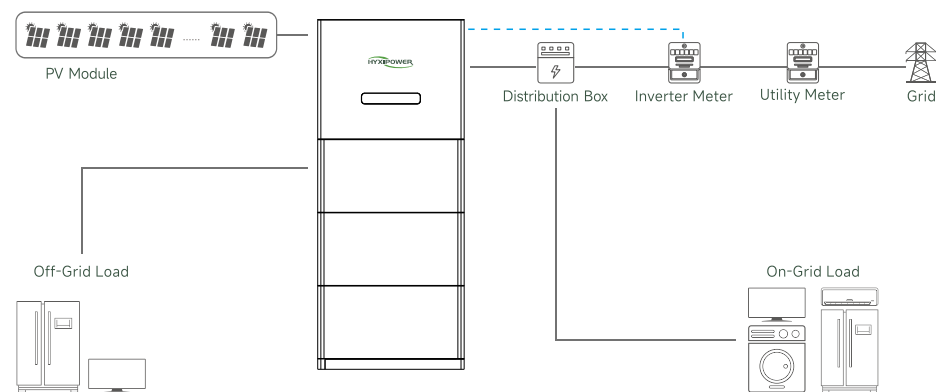 HYXiPOWER
PV Module
Distribution Box
Inverter Meter
Utility Meter
Grid
Off-Grid Load
On-Grid Load